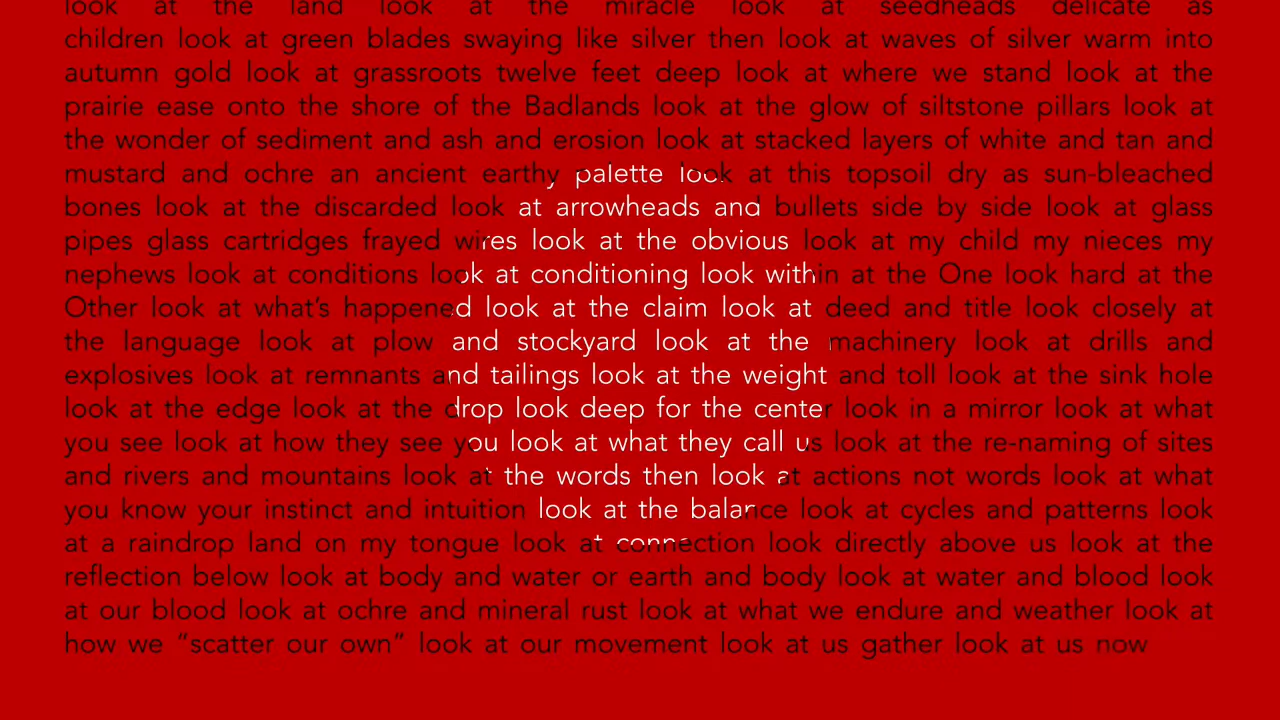 look at the land look at the miracle look at seedheads delicate as
children look at green blades swaying like silver then look at waves of silver warm into
autumn gold look at grassroots twelve feet deep look at where we stand look at the
prairie ease onto the shore of the Badlands look at the glow of siltstone pillars look at
the wonder of sediment and ash and erosion look at stacked layers of white and tan and
mustard and ochre an ancient earthy palette look at this topsoil dry as sun-bleached
bones look at the discarded look at arrowheads and bullets side by side look at glass
pipes glass cartridges frayed wires look at the obvious look at my child my nieces my
nephews look at conditions look at conditioning look within at the One look hard at the
Other look at what’s happened look at the claim look at deed and title look closely at
the language look at plow and stockyard look at the machinery look at drills and
explosives look at remnants and tailings look at the weight and toll look at the sink hole
look at the edge look at the drop look deep for the center look in a mirror look at what
you see look at how they see you look at what they call us look at the re-naming of sites
and rivers and mountains look at the words then look at actions not words look at what
you know your instinct and intuition look at the balance look at cycles and patterns look
at a raindrop land on my tongue look at connection look directly above us look at the
reflection below look at body and water or earth and body look at water and blood look
at our blood look at ochre and mineral rust look at what we endure and weather look at
how we “scatter our own” look at our movement look at us gather look at us now